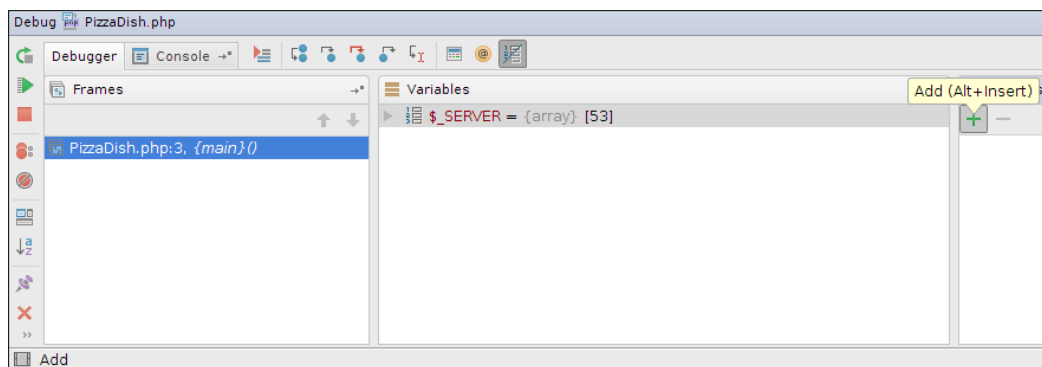 Debug PizzaDish.php
Debugger Console
Frames
Variables
Add (Alt+Insert)
$_SERVER = {array} [53]
PizzaDish.php:3, {main}()
Add